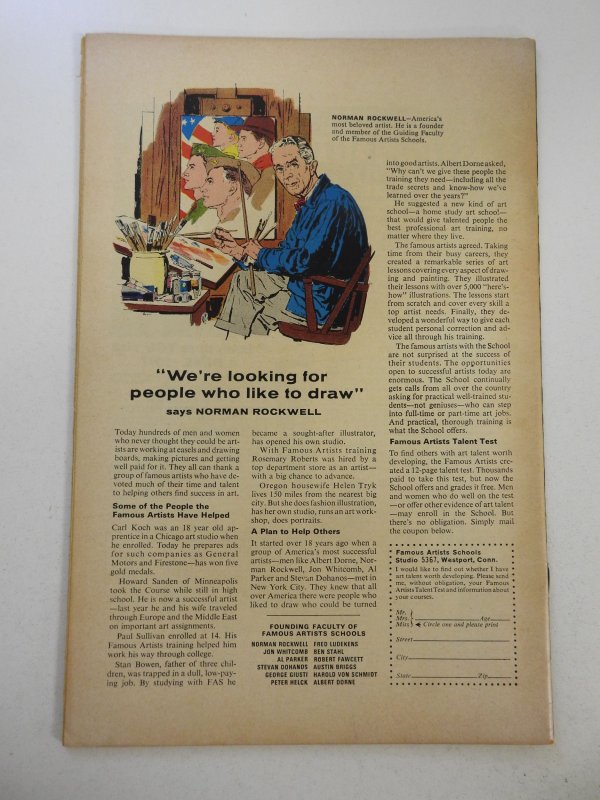 NORMAN ROCKWELL—America's
most beloved artist. He is a founder
and member of the Guiding Faculty
of the Famous Artists Schools.
"We're looking for
people who like to draw"
says NORMAN ROCKWELL
Today hundreds of men and women
who never thought they could be art-
ists are working at easels and drawing
boards, making pictures and getting
well paid for it. They all can thank a
group of famous artists who have de-
voted much of their time and talent
to helping others find success in art.
Some of the People the
Famous Artists Have Helped
Carl Koch was an 18 year old ap-
prentice in a Chicago art studio when
he enrolled. Today he prepares ads
for such companies as General
Motors and Firestone—has won five
gold medals.
Howard Sanden of Minneapolis
took the Course while still in high
school. He is now a successful artist
—last year he and his wife traveled
through Europe and the Middle East
on important art assignments.
Paul Sullivan enrolled at 14. His
Famous Artists training helped him
work his way through college.
Stan Bowen, father of three chil-
dren, was trapped in a dull, low-pay-
ing job. By studying with FAS he
became a sought-after illustrator,
has opened his own studio.
With Famous Artists training
Rosemary Roberts was hired by a
top department store as an artist—
with a big chance to advance.
Oregon housewife Helen Tryk
lives 150 miles from the nearest big
city. But she does fashion illustration,
has her own studio, runs an art work-
shop, does portraits.
A Plan to Help Others
It started over 18 years ago when a
group of America's most successful
artists—men like Albert Dorne, Nor-
man Rockwell, Jon Whitcomb, Al
Parker and Stevan Dohanos—met in
New York City. They knew that all
over America there were people who
liked to draw who could be turned
into good artists. Albert Dorne asked,
"Why can't we give these people the
training they need—including all the
trade secrets and know-how we've
learned over the years?"
He suggested a new kind of art
school—a home study art school—
that would give talented people the
best professional art training, no
matter where they live.
The famous artists agreed. Taking
time from their busy careers, they
created a remarkable series of art
lessons covering every aspect of draw-
ing and painting. They illustrated
their lessons with over 5,000 "here's-
how" illustrations. The lessons start
from scratch and cover every skill a
top artist needs. Finally, they de-
veloped a wonderful way to give each
student personal correction and ad-
vice all through his training.
The famous artists with the School
are not surprised at the success of
their students. The opportunities
open to successful artists today are
enormous. The School continually
gets calls from all over the country
asking for practical well-trained stu-
dents—not geniuses—who can step
into full-time or part-time art jobs.
And practical, thorough training is
what the School offers.
Famous Artists Talent Test
To find others with art talent worth
developing, the Famous Artists cre-
ated a 12-page talent test. Thousands
paid to take this test, but now the
School offers and grades it free. Men
and women who do well on the test
—or offer other evidence of art talent
—may enroll in the School. But
there's no obligation. Simply mail
the coupon below.
FOUNDING FACULTY OF
FAMOUS ARTISTS SCHOOLS
NORMAN ROCKWELL FRED LUDEKENS
JON WHITCOMB BEN STAHL
AL PARKER ROBERT FAWCETT
STEVAN DOHANOS AUSTIN BRIGGS
GEORGE GIUSTI HAROLD VON SCHMIDT
PETER HELCK ALBERT DORNE
Famous Artists Schools
Studio 5367, Westport, Conn.
I would like to find out whether I have
art talent worth developing. Please send
me, without obligation, your Famous
Artists Talent Test and information about
your courses.
Mr.
Mrs. Age
Miss Circle one and please print
Street
City
State Zip